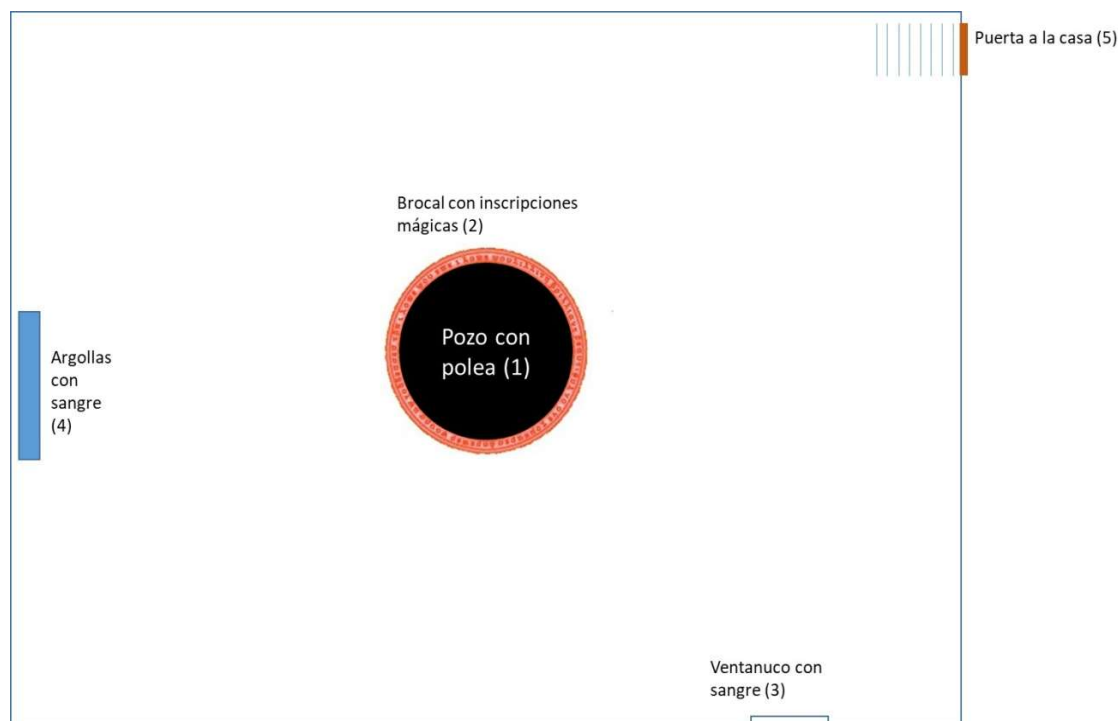 Puerta a la casa (5)
Brocal con inscripciones
mágicas (2)
Pozo con
polea (1)
Argollas
con
sangre
(4)
Ventanuco con
sangre (3)